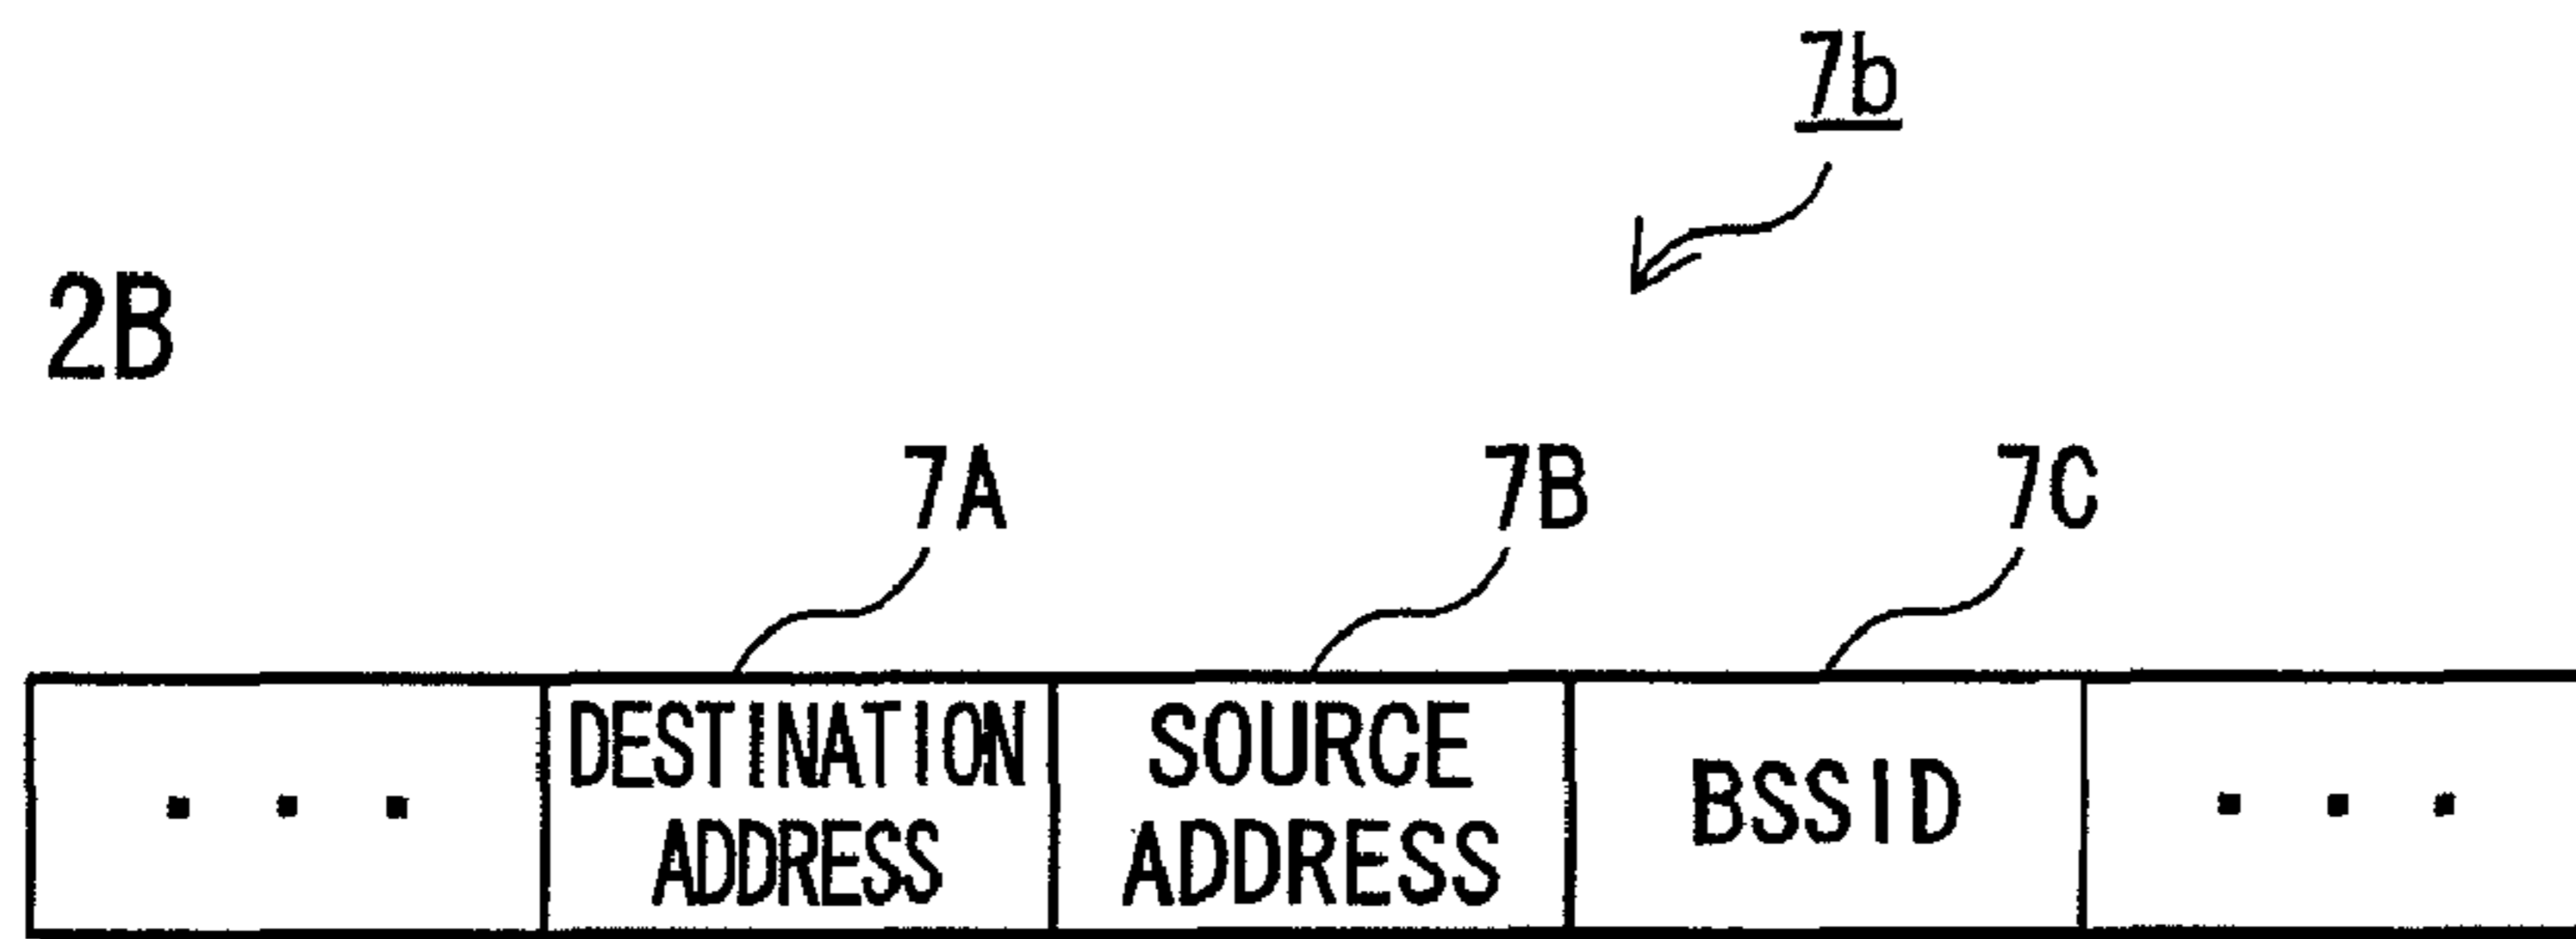 7b
2B
7A 7B 7C
... DESTINATION ADDRESS SOURCE ADDRESS BSSID ...